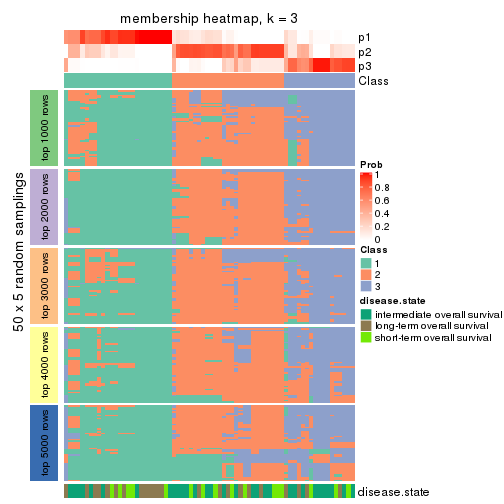 membership heatmap, k = 3
p1
p2
p3
Class
50 x 5 random samplings
top 1000 rows
top 2000 rows
top 3000 rows
top 4000 rows
top 5000 rows
Prob
1
0.8
0.6
0.4
0.2
0
Class
1
2
3
disease.state
intermediate overall survival
long-term overall survival
short-term overall survival
disease.state